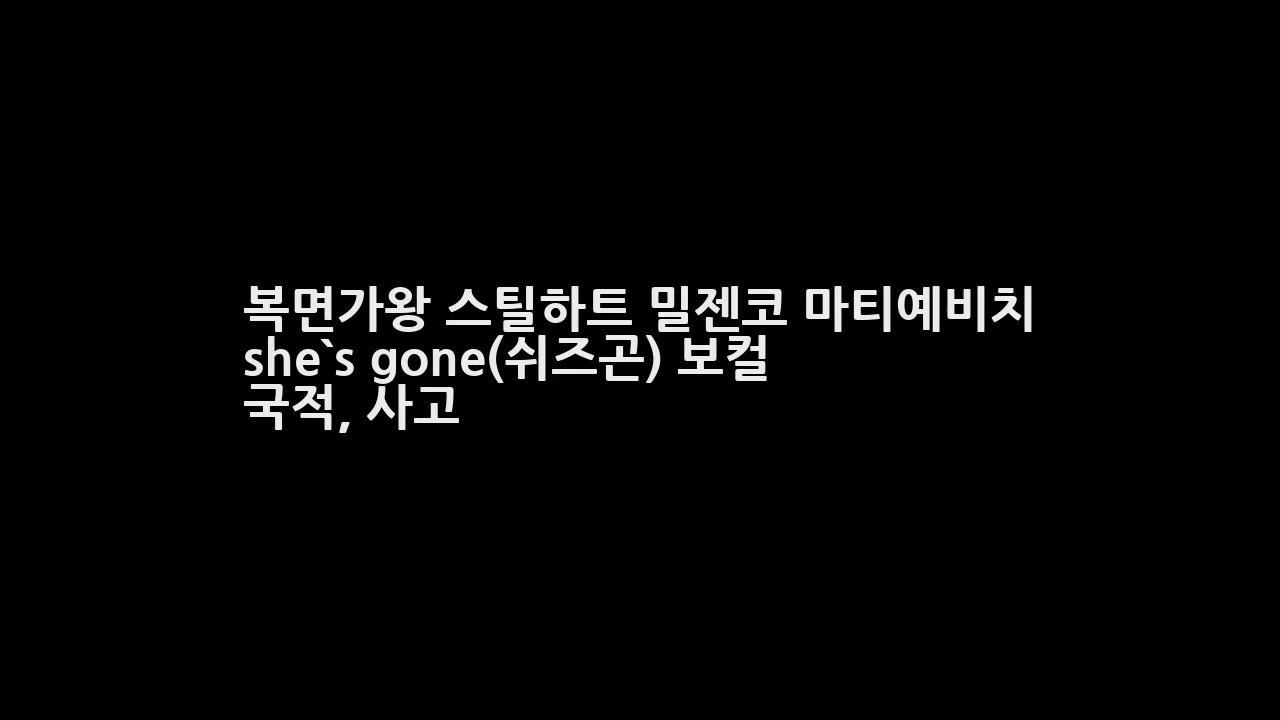 복면가왕 스틸하트 밀젠코 마티예비치
she`s gone(쉬즈곤) 보컬
국적, 사고